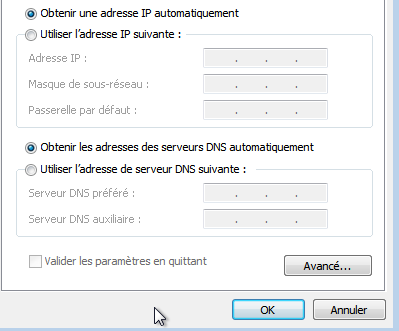 Obtenir une adresse IP automatiquement
Utiliser l'adresse IP suivante :
Adresse IP :
Masque de sous-réseau :
Passerelle par défaut :
Obtenir les adresses des serveurs DNS automatiquement
Utiliser l'adresse de serveur DNS suivante :
Serveur DNS préféré :
Serveur DNS auxiliaire :
Valider les paramètres en quittant
Avancé...
OK
Annuler